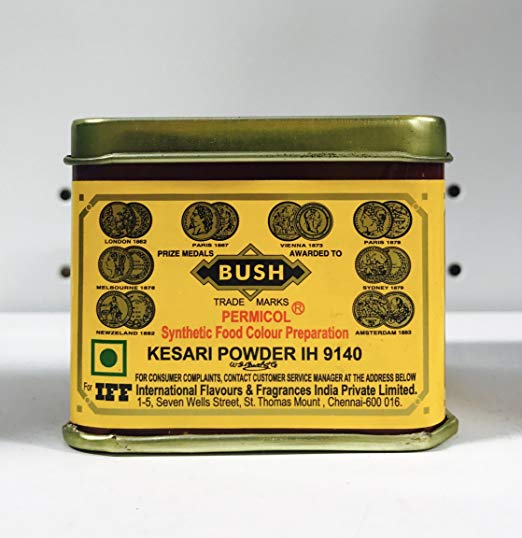 LONDON 1862
PARIS 1867
VIENNA 1873
PARIS 1879
PRIZE MEDALS
AWARDED TO
BUSH
MELBOURNE 1878
SYDNEY 1879
TRADE MARKS
PERMICOL®
NEWZELAND 1882
AMSTERDAM 1883
Synthetic Food Colour Preparation
KESARI POWDER IH 9140
FOR CONSUMER COMPLAINTS, CONTACT CUSTOMER SERVICE MANAGER AT THE ADDRESS BELOW
For IFF International Flavours & Fragrances India Private Limited.
1-5, Seven Wells Street, St. Thomas Mount, Chennai-600 016.